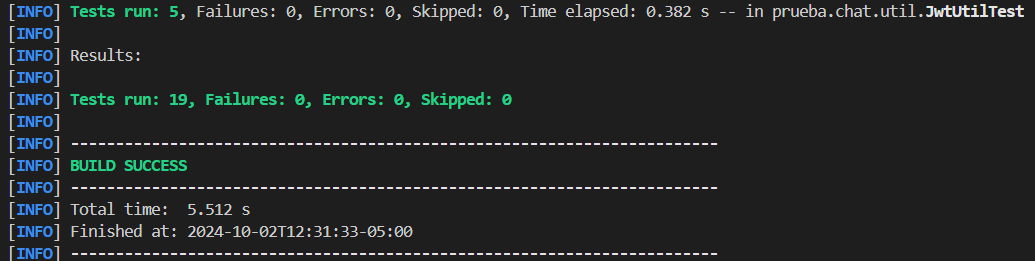 [INFO] Tests run: 5, Failures: 0, Errors: 0, Skipped: 0, Time elapsed: 0.382 s -- in prueba.chat.util.JwtUtilTest
[INFO]
[INFO] Results:
[INFO]
[INFO] Tests run: 19, Failures: 0, Errors: 0, Skipped: 0
[INFO]
[INFO] ------------------------------------------------------------------------
[INFO] BUILD SUCCESS
[INFO] ------------------------------------------------------------------------
[INFO] Total time:  5.512 s
[INFO] Finished at: 2024-10-02T12:31:33-05:00
[INFO] ------------------------------------------------------------------------